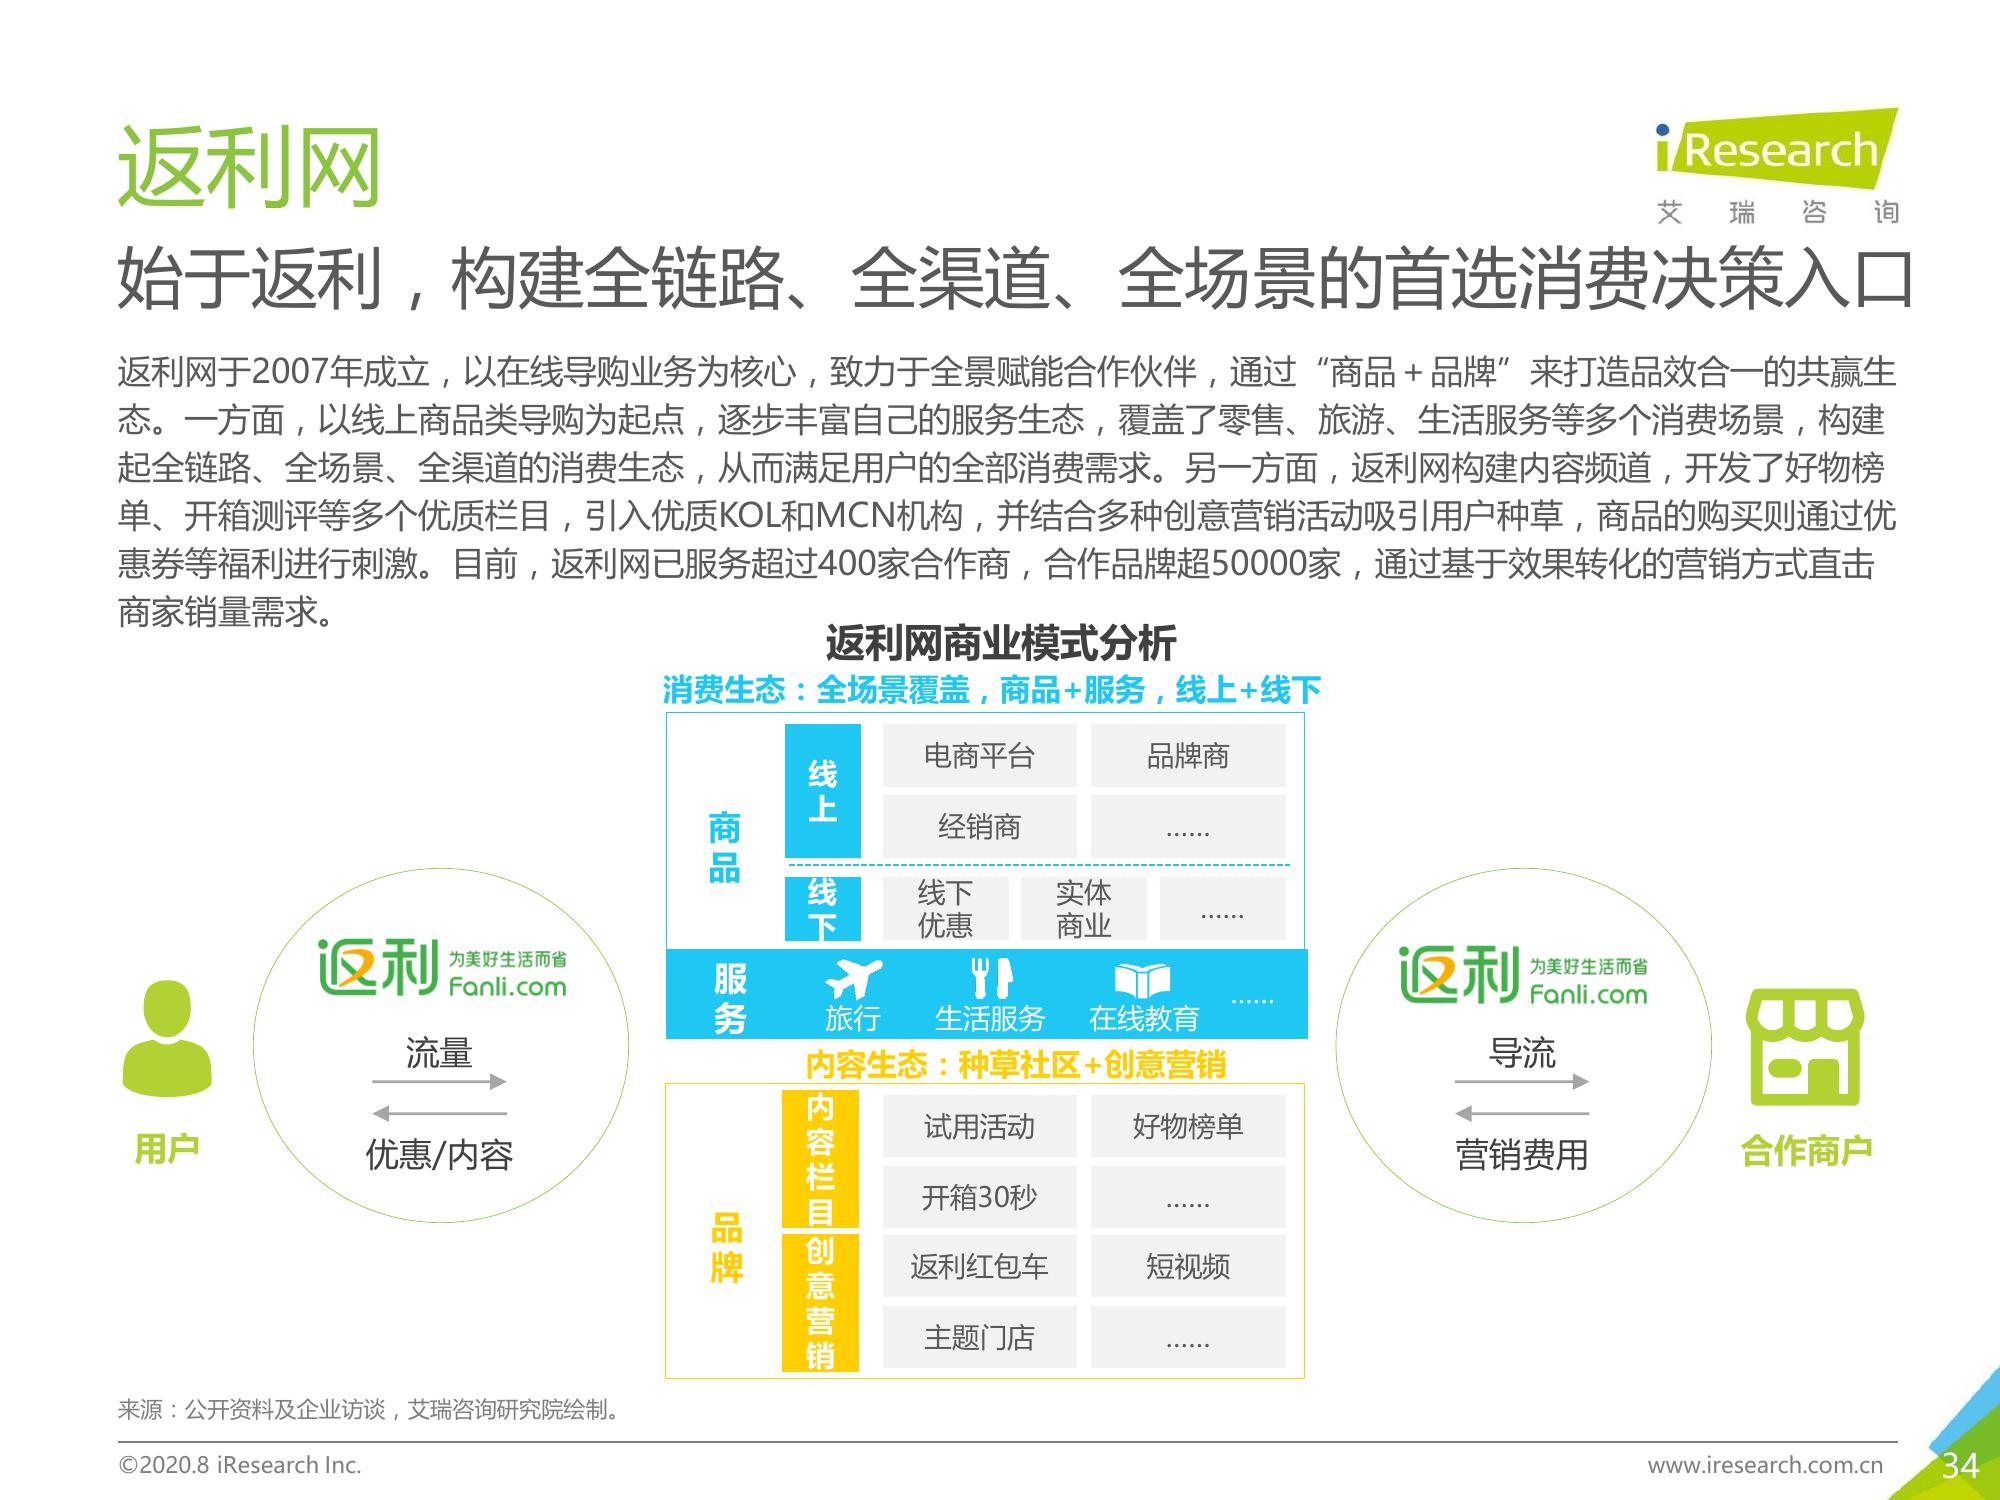 返利网
iResearch
艾瑞咨询
始于返利，构建全链路、全渠道、全场景的首选消费决策入口
返利网于2007年成立，以在线导购业务为核心，致力于全景赋能合作伙伴，通过“商品＋品牌”来打造品效合一的共赢生
态。一方面，以线上商品类导购为起点，逐步丰富自己的服务生态，覆盖了零售、旅游、生活服务等多个消费场景，构建
起全链路、全场景、全渠道的消费生态，从而满足用户的全部消费需求。另一方面，返利网构建内容频道，开发了好物榜
单、开箱测评等多个优质栏目，引入优质KOL和MCN机构，并结合多种创意营销活动吸引用户种草，商品的购买则通过优
惠券等福利进行刺激。目前，返利网已服务超过400家合作商，合作品牌超50000家，通过基于效果转化的营销方式直击
商家销量需求。
返利网商业模式分析
消费生态：全场景覆盖，商品+服务，线上+线下
商品
线上
电商平台
品牌商
经销商
......
线下
线下
优惠
实体
商业
......
服务
旅行
生活服务
在线教育
......
内容生态：种草社区+创意营销
品牌
内容栏目
试用活动
好物榜单
开箱30秒
......
创意营销
返利红包车
短视频
主题门店
......
用户
返利
为美好生活而省
Fanli.com
流量
优惠/内容
返利
为美好生活而省
Fanli.com
导流
营销费用
合作商户
来源：公开资料及企业访谈，艾瑞咨询研究院绘制。
©2020.8 iResearch Inc.
www.iresearch.com.cn
34